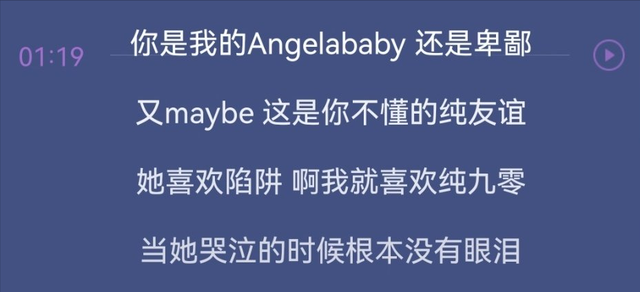 你是我的Angelababy 还是卑鄙
01:19
又maybe 这是你不懂的纯友谊
她喜欢陷阱 啊我就喜欢纯九零
当她哭泣的时候根本没有眼泪